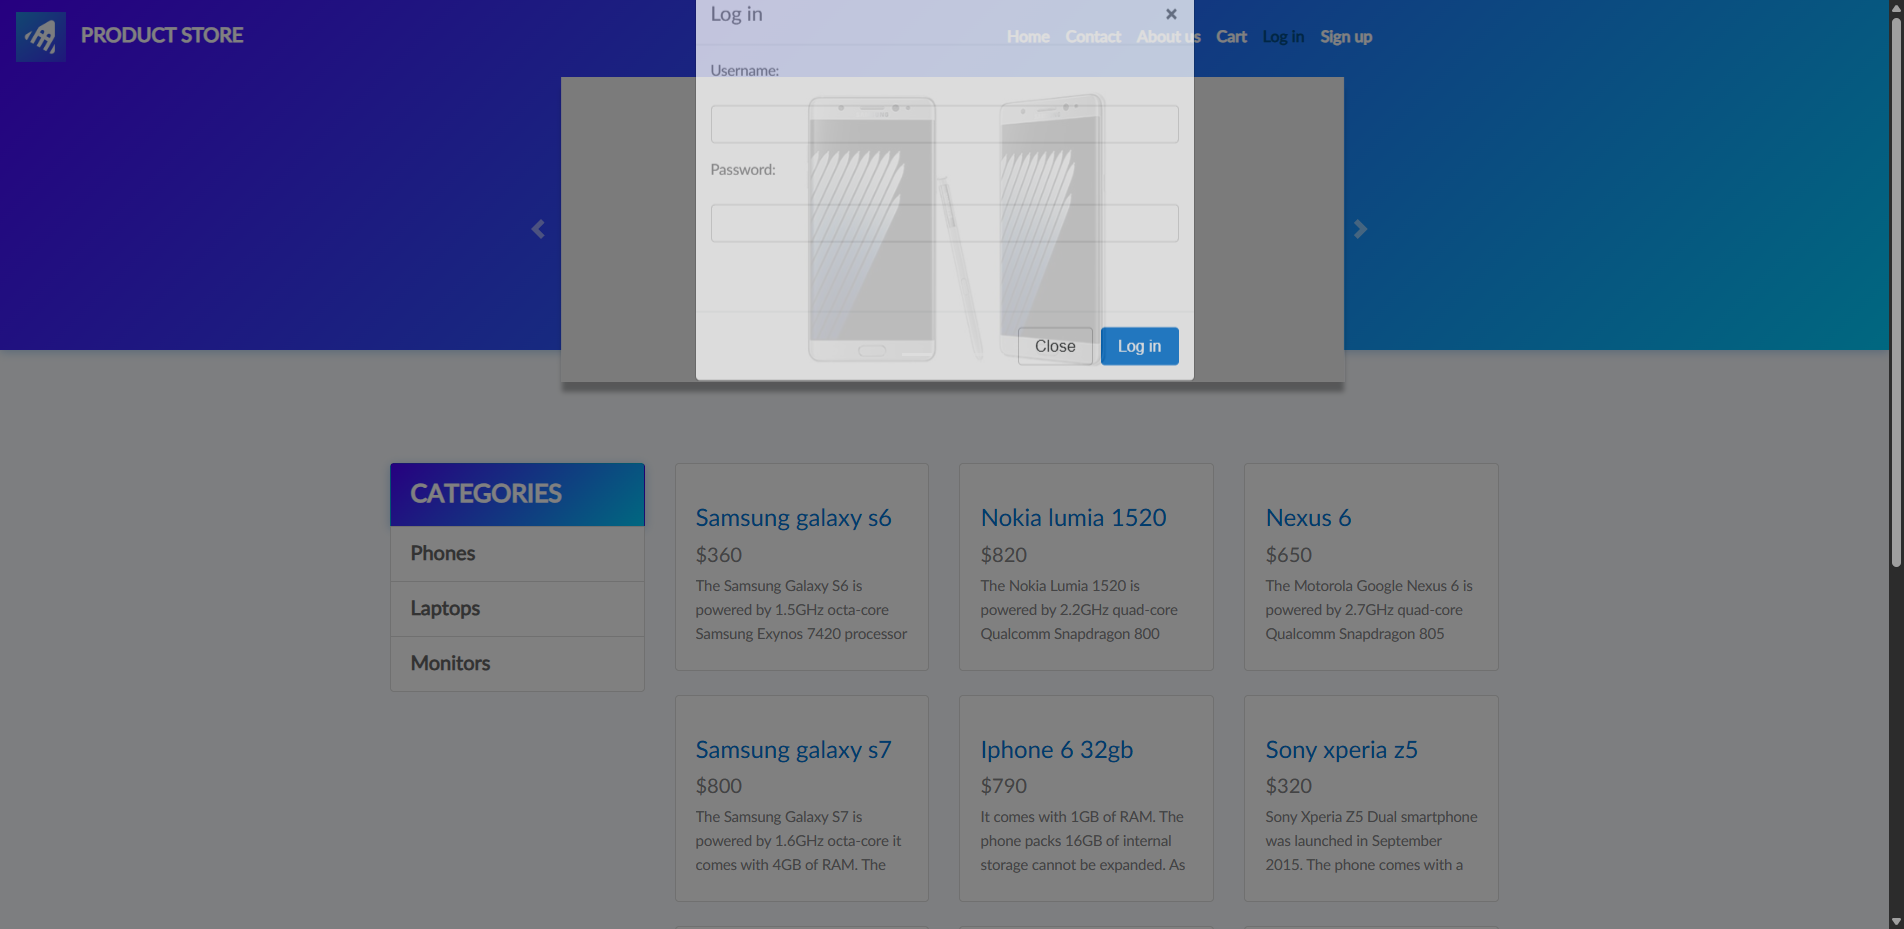 Log in
×
PRODUCT STORE
Home Contact About us Cart Log in Sign up
Username:
Password:
Close Log in
CATEGORIES
Phones
Laptops
Monitors
Samsung galaxy s6
$360
The Samsung Galaxy S6 is
powered by 1.5GHz octa-core
Samsung Exynos 7420 processor
Nokia lumia 1520
$820
The Nokia Lumia 1520 is
powered by 2.2GHz quad-core
Qualcomm Snapdragon 800
Nexus 6
$650
The Motorola Google Nexus 6 is
powered by 2.7GHz quad-core
Qualcomm Snapdragon 805
Samsung galaxy s7
$800
The Samsung Galaxy S7 is
powered by 1.6GHz octa-core it
comes with 4GB of RAM. The
Iphone 6 32gb
$790
It comes with 1GB of RAM. The
phone packs 16GB of internal
storage cannot be expanded. As
Sony xperia z5
$320
Sony Xperia Z5 Dual smartphone
was launched in September
2015. The phone comes with a